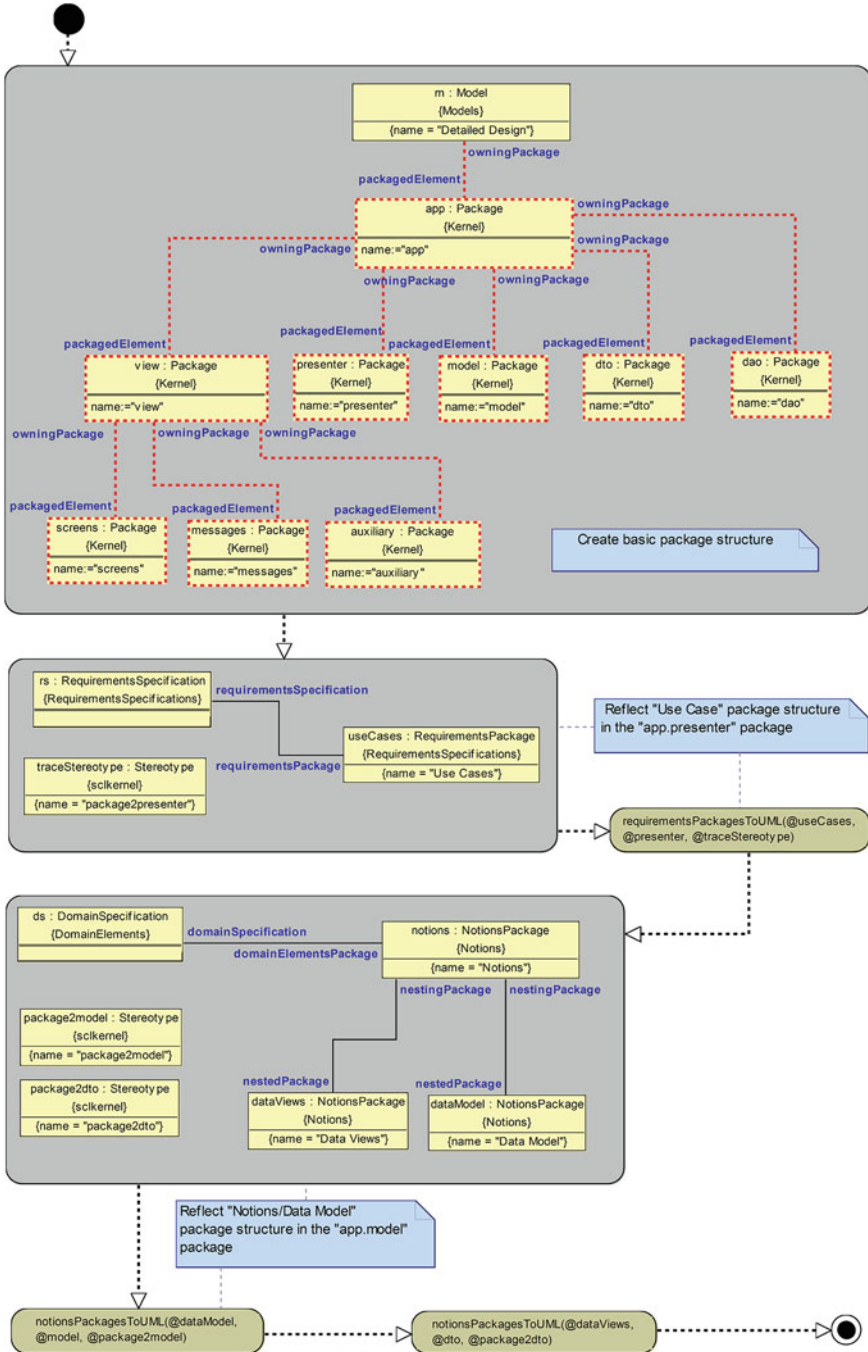 m : Model
{Models}
{name = "Detailed Design"}
owningPackage
packagedElement
app : Package
{Kernel}
name:="app"
owningPackage
owningPackage
owningPackage
owningPackage
owningPackage
packagedElement
packagedElement
packagedElement
packagedElement
packagedElement
view : Package
{Kernel}
name:="view"
presenter : Package
{Kernel}
name:="presenter"
model : Package
{Kernel}
name:="model"
dto : Package
{Kernel}
name:="dto"
dao : Package
{Kernel}
name:="dao"
owningPackage
owningPackage
owningPackage
packagedElement
packagedElement
packagedElement
screens : Package
{Kernel}
name:="screens"
messages : Package
{Kernel}
name:="messages"
auxiliary : Package
{Kernel}
name:="auxiliary"
Create basic package structure
rs : RequirementsSpecification
{RequirementsSpecifications}
requirementsSpecification
useCases : RequirementsPackage
{RequirementsSpecifications}
{name = "Use Cases"}
requirementsPackage
traceStereotype : Stereotype
{sclkernel}
{name = "package2presenter"}
Reflect "Use Case" package structure
in the "app.presenter" package
requirementsPackagesToUML(@useCases,
@presenter, @traceStereotype)
ds : DomainSpecification
{DomainElements}
domainSpecification
domainElementsPackage
notions : NotionsPackage
{Notions}
{name = "Notions"}
nestingPackage
nestingPackage
package2model : Stereotype
{sclkernel}
{name = "package2model"}
package2dto : Stereotype
{sclkernel}
{name = "package2dto"}
nestedPackage
nestedPackage
dataViews : NotionsPackage
{Notions}
{name = "Data Views"}
dataModel : NotionsPackage
{Notions}
{name = "Data Model"}
Reflect "Notions/Data Model"
package structure in the "app.model"
package
notionsPackagesToUML(@dataModel,
@model, @package2model)
notionsPackagesToUML(@dataViews,
@dto, @package2dto)